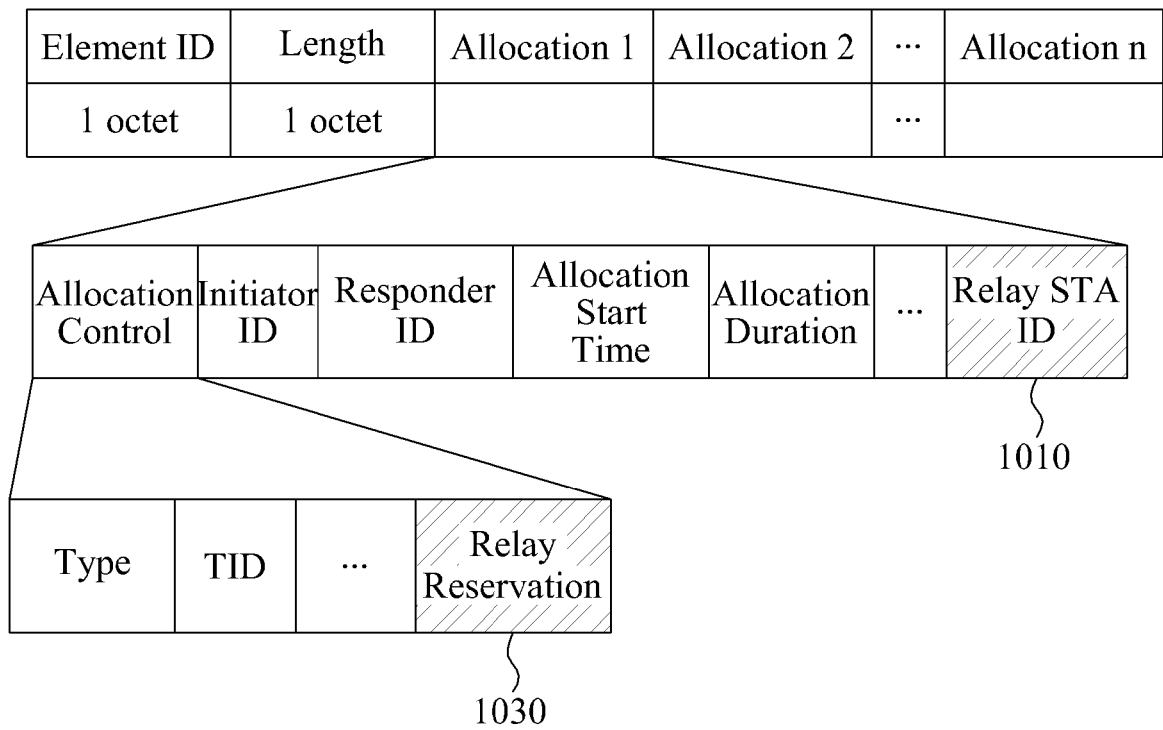 Element ID Length Allocation 1 Allocation 2 ... Allocation n
1 octet 1 octet ...
Allocation Control Initiator ID Responder ID Allocation Start Time Allocation Duration ... Relay STA ID
1010
Type TID ... Relay Reservation
1030